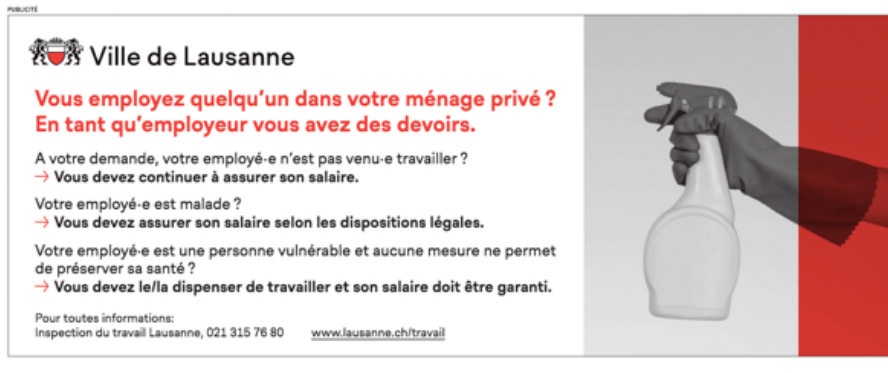 PUBLICITÉ
Ville de Lausanne
Vous employez quelqu'un dans votre ménage privé ?
En tant qu'employeur vous avez des devoirs.
A votre demande, votre employé·e n'est pas venu·e travailler ?
→ Vous devez continuer à assurer son salaire.
Votre employé·e est malade ?
→ Vous devez assurer son salaire selon les dispositions légales.
Votre employé·e est une personne vulnérable et aucune mesure ne permet
de préserver sa santé ?
→ Vous devez le/la dispenser de travailler et son salaire doit être garanti.
Pour toutes informations:
Inspection du travail Lausanne, 021 315 76 80 www.lausanne.ch/travail